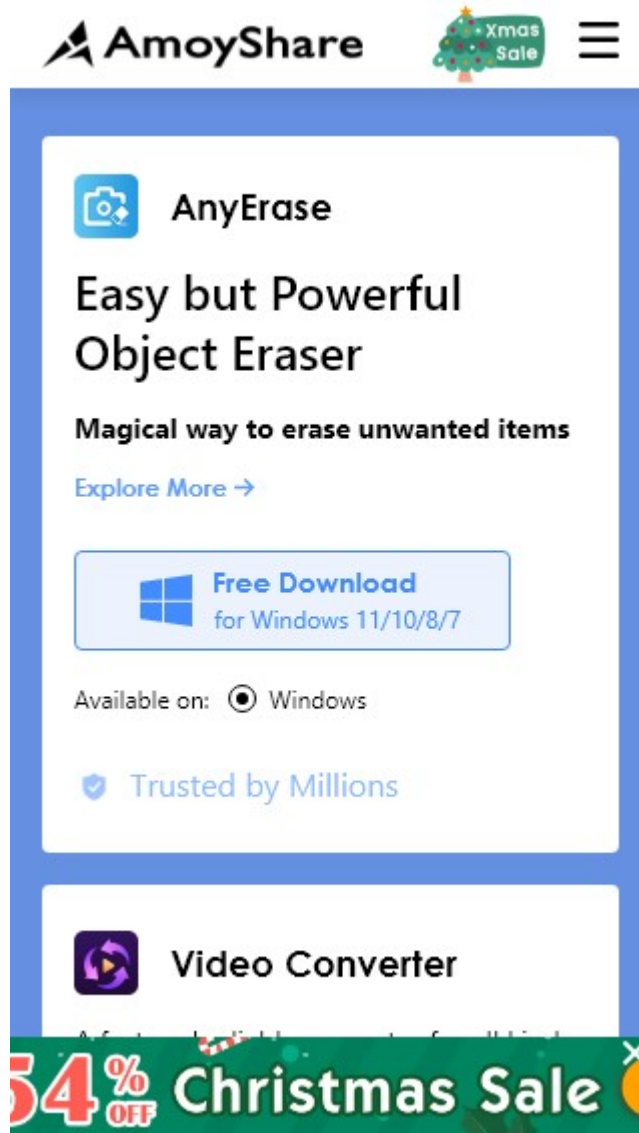 AmoyShare
Xmas
Sale
AnyErase
Easy but Powerful
Object Eraser
Magical way to erase unwanted items
Explore More →
Free Download
for Windows 11/10/8/7
Available on: Windows
Trusted by Millions
Video Converter
54% OFF Christmas Sale